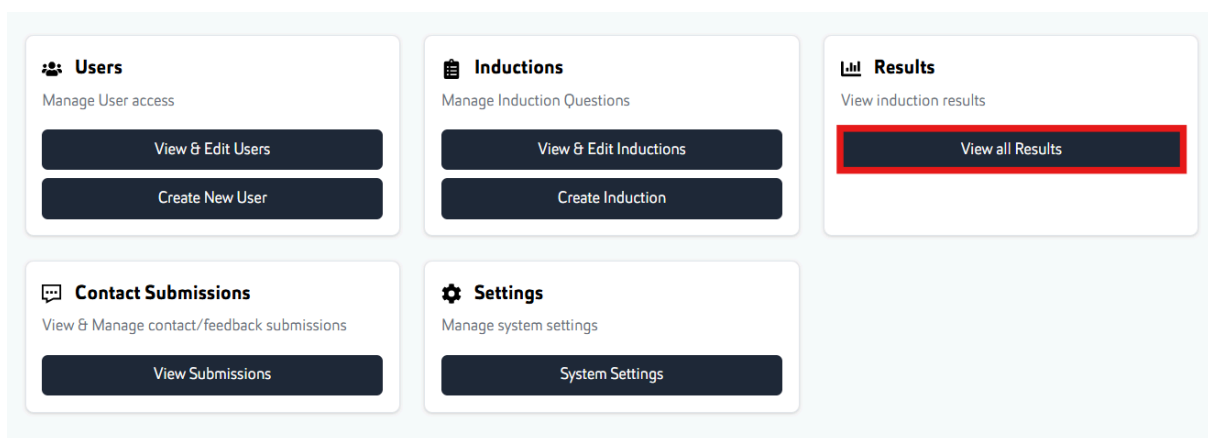 Users
Manage User access
View & Edit Users
Create New User
Inductions
Manage Induction Questions
View & Edit Inductions
Create Induction
Results
View induction results
View all Results
Contact Submissions
View & Manage contact/feedback submissions
View Submissions
Settings
Manage system settings
System Settings